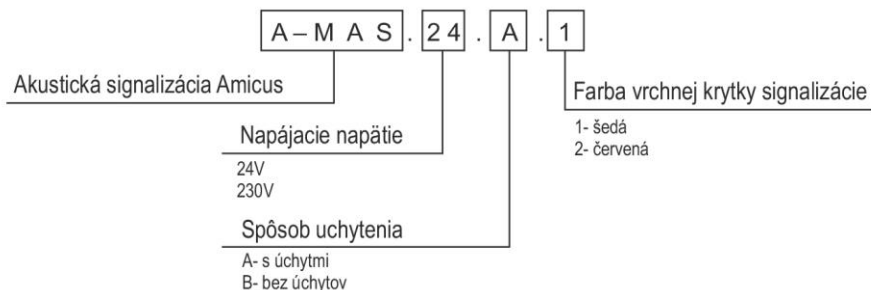 A-MAS.24.A.1
Akustická signalizácia Amicus
Farba vrchnej krytky signalizácie
1- šedá
2- červená
Napájacie napätie
24V
230V
Spôsob uchytenia
A- s úchytmi
B- bez úchytov